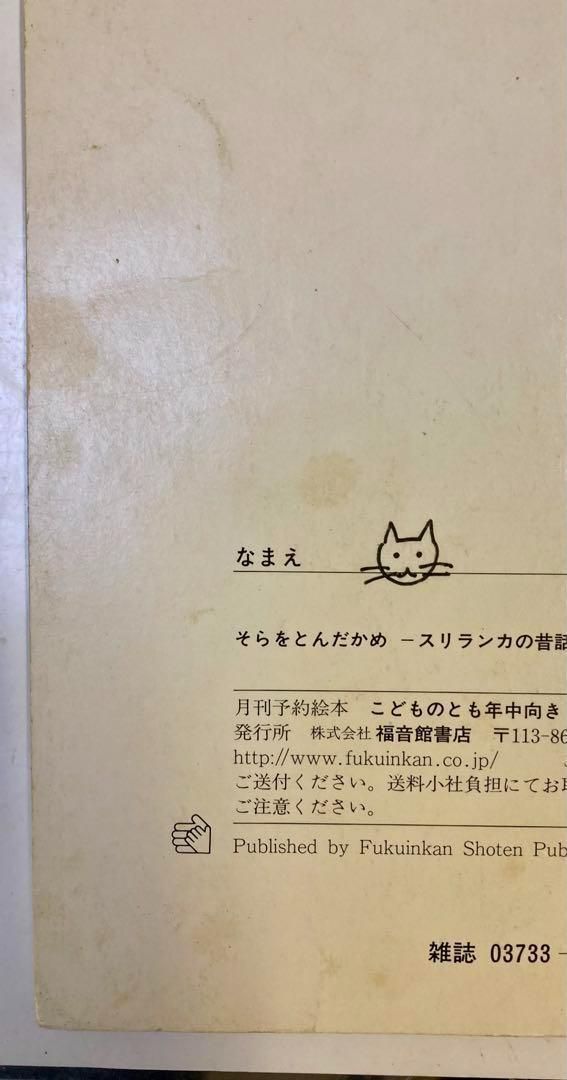 なまえ
そらをとんだかめ －スリランカの昔話
月刊予約絵本 こどものとも年中向き
発行所 株式会社 福音館書店 〒113-86
http://www.fukuinkan.co.jp/
ご送付ください。送料小社負担にてお取
ご注意ください。
Published by Fukuinkan Shoten Pub
雑誌 03733-